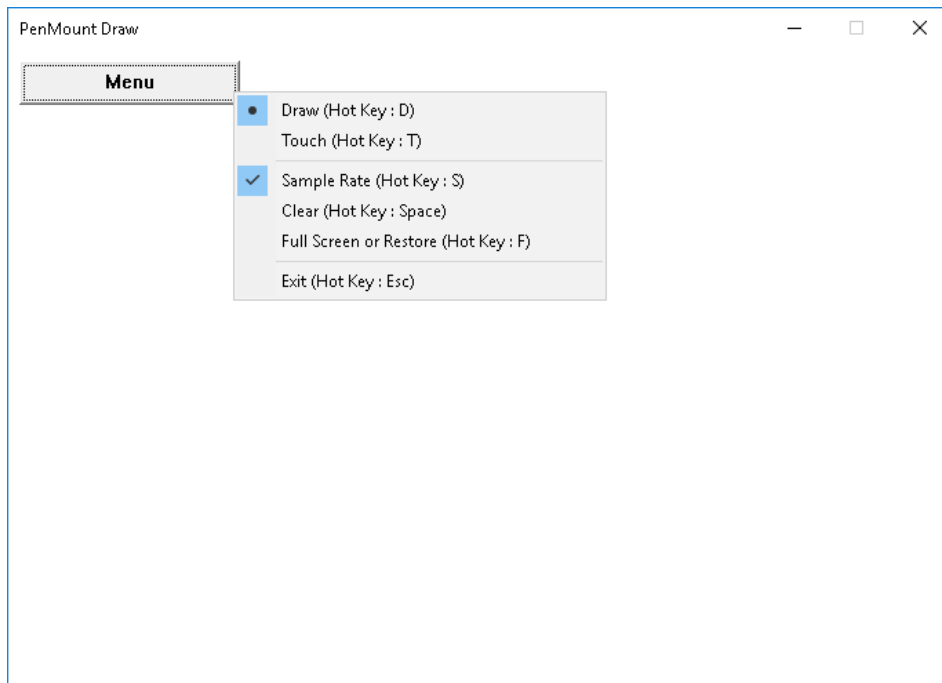 PenMount Draw
Menu
Draw (Hot Key : D)
Touch (Hot Key : T)
Sample Rate (Hot Key : S)
Clear (Hot Key : Space)
Full Screen or Restore (Hot Key : F)
Exit (Hot Key : Esc)